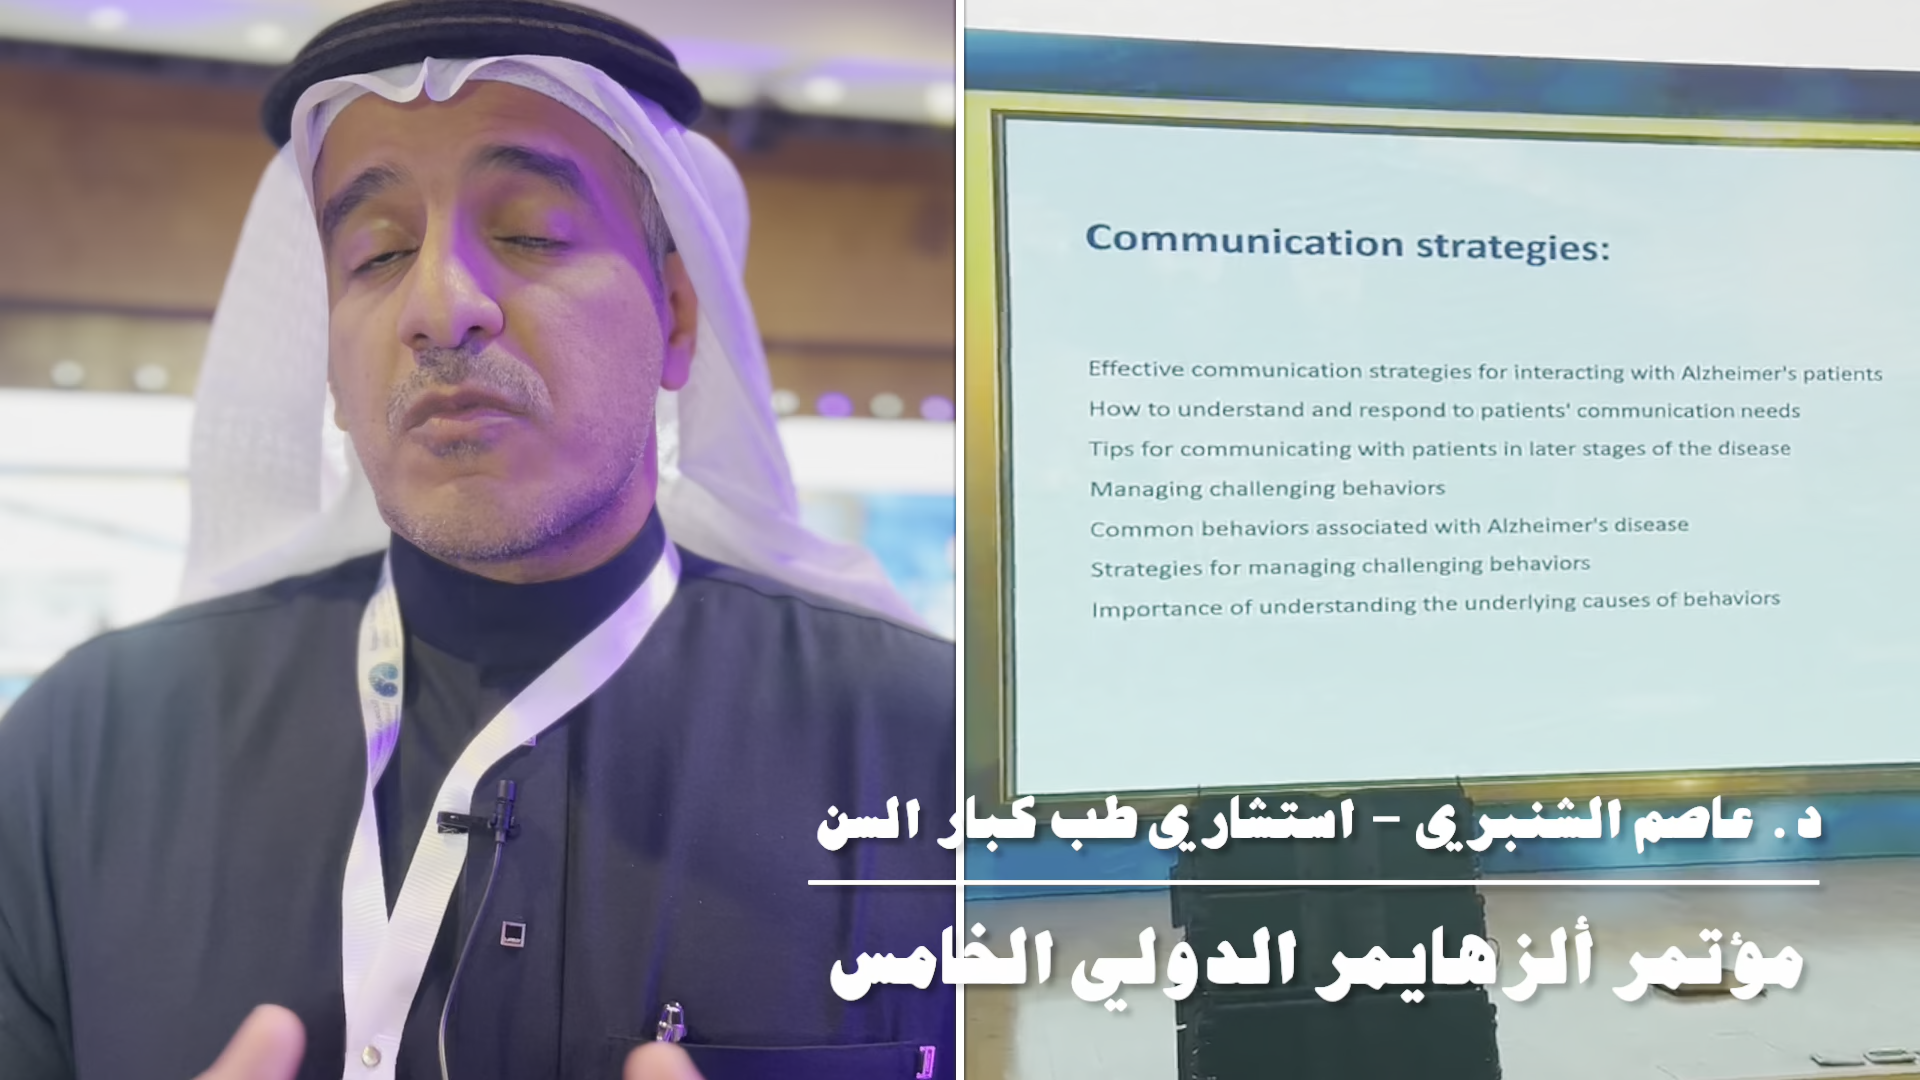 Communication strategies:
Effective communication strategies for interacting with Alzheimer's patients
How to understand and respond to patients' communication needs
Tips for communicating with patients in later stages of the disease
Managing challenging behaviors
Common behaviors associated with Alzheimer's disease
Strategies for managing challenging behaviors
Importance of understanding the underlying causes of behaviors
د. عاصم الشنبري - استشاري طب كبار السن
مؤتمر ألزهايمر الدولي الخامس